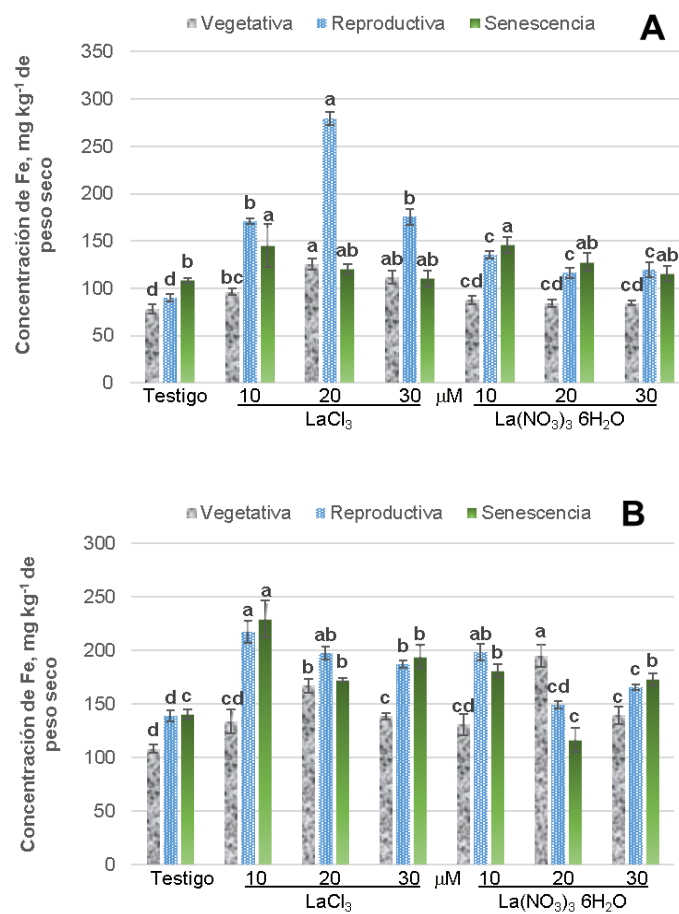 Vegetativa Reproductiva Senescencia A
Concentración de Fe, mg kg⁻¹ de
peso seco
350
300
250
200
150
100
50
0
d d b bc b a a a ab ab b ab cd c a cd c ab cd c ab
Testigo 10 20 30 µM 10 20 30
LaCl₃ La(NO₃)₃ 6H₂O
Vegetativa Reproductiva Senescencia B
Concentración de Fe, mg kg⁻¹ de
peso seco
300
250
200
150
100
50
0
d d c cd a a b ab b c b b cd ab b a cd c c b b
Testigo 10 20 30 µM 10 20 30
LaCl₃ La(NO₃)₃ 6H₂O